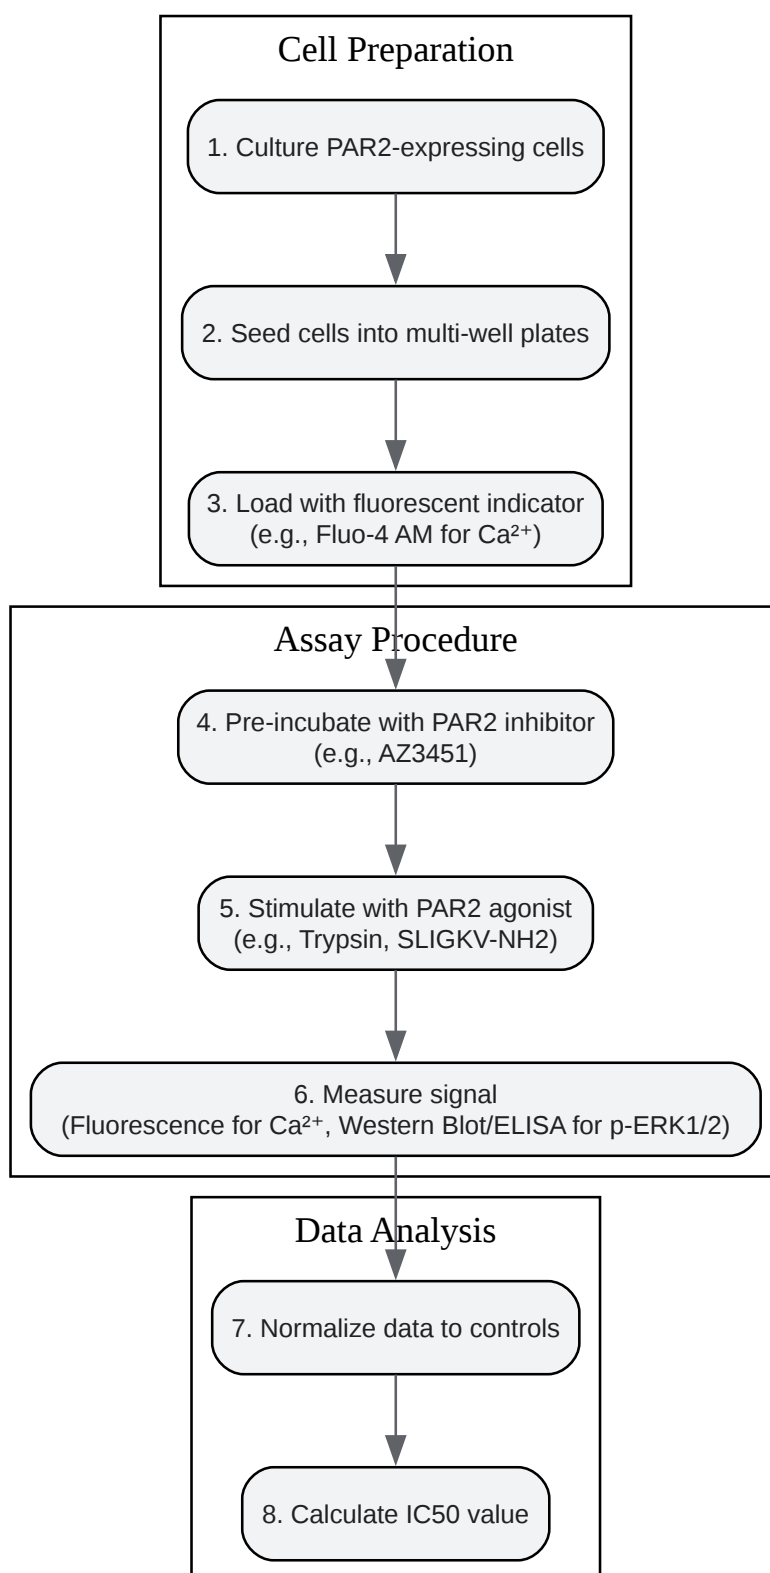 Cell Preparation
1. Culture PAR2-expressing cells
2. Seed cells into multi-well plates
3. Load with fluorescent indicator
(e.g., Fluo-4 AM for Ca²⁺)
Assay Procedure
4. Pre-incubate with PAR2 inhibitor
(e.g., AZ3451)
5. Stimulate with PAR2 agonist
(e.g., Trypsin, SLIGKV-NH2)
6. Measure signal
(Fluorescence for Ca²⁺, Western Blot/ELISA for p-ERK1/2)
Data Analysis
7. Normalize data to controls
8. Calculate IC50 value